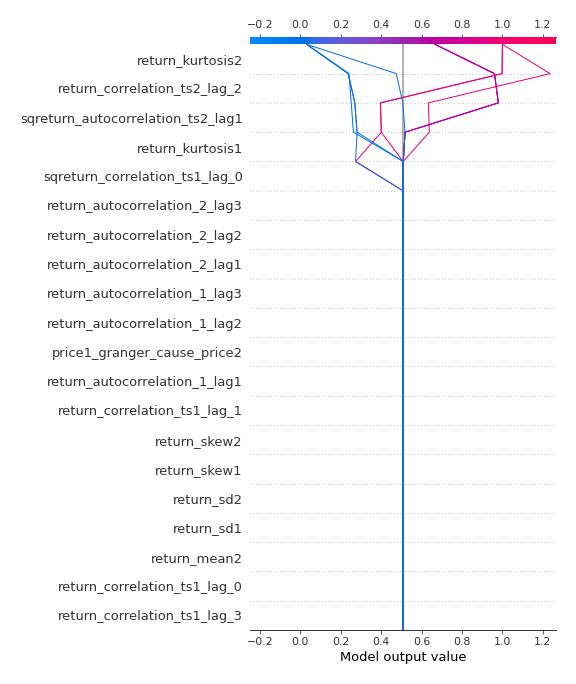 −0.2 0.0 0.2 0.4 0.6 0.8 1.0 1.2
return_kurtosis2
return_correlation_ts2_lag_2
sqreturn_autocorrelation_ts2_lag1
return_kurtosis1
sqreturn_correlation_ts1_lag_0
return_autocorrelation_2_lag3
return_autocorrelation_2_lag2
return_autocorrelation_2_lag1
return_autocorrelation_1_lag3
return_autocorrelation_1_lag2
price1_granger_cause_price2
return_autocorrelation_1_lag1
return_correlation_ts1_lag_1
return_skew2
return_skew1
return_sd2
return_sd1
return_mean2
return_correlation_ts1_lag_0
return_correlation_ts1_lag_3
−0.2 0.0 0.2 0.4 0.6 0.8 1.0 1.2
Model output value